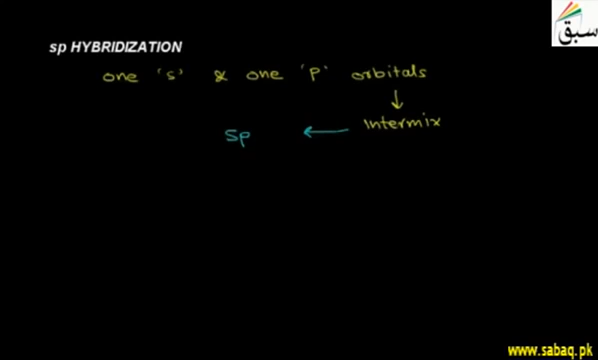 سبق
sp HYBRIDIZATION
one 's' & one 'p' orbitals
Intermix
sp
www.sabaq.pk